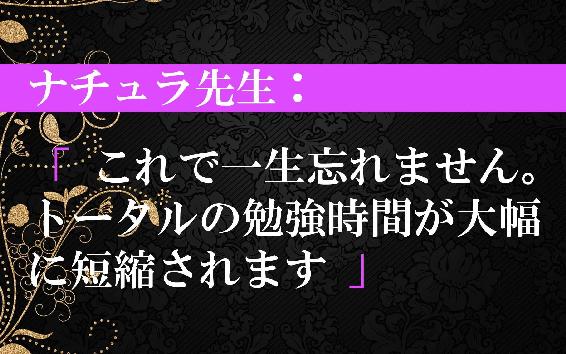 ナチュラ先生：
「 これで一生忘れません。
トータルの勉強時間が大幅
に短縮されます 」